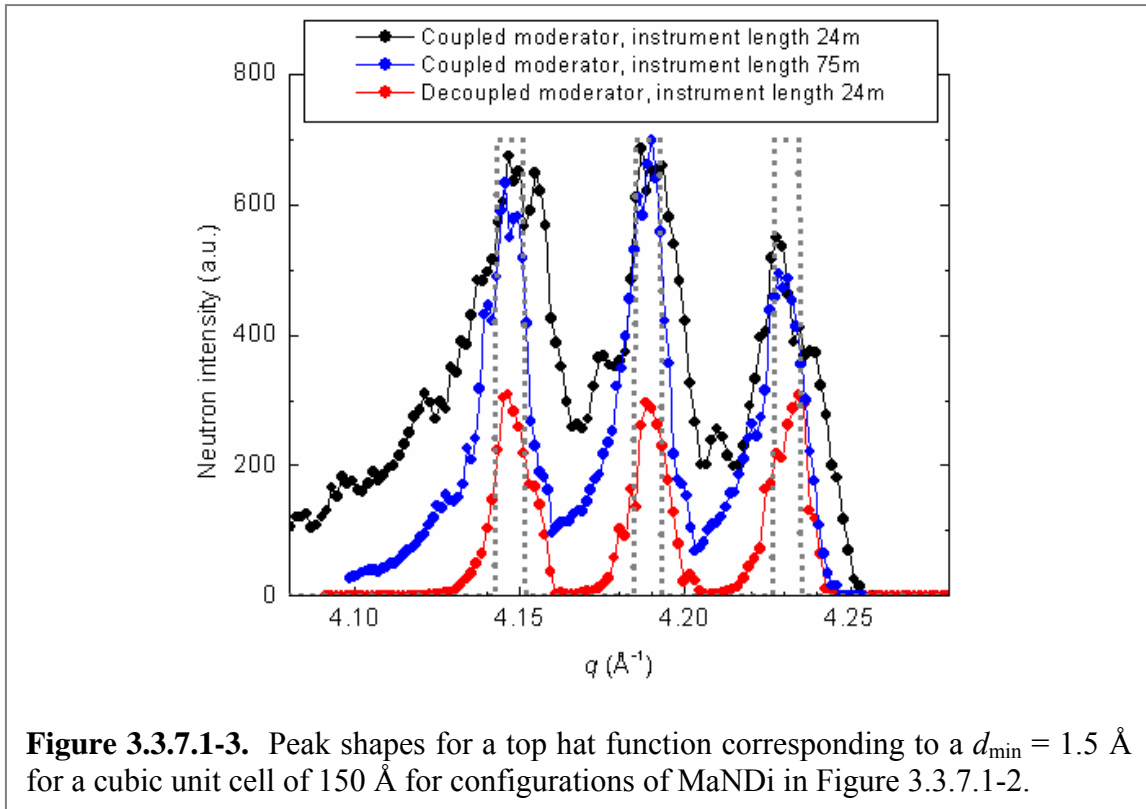 Coupled moderator, instrument length 24m
Coupled moderator, instrument length 75m
Decoupled moderator, instrument length 24m
800
600
400
200
0
Neutron intensity (a.u.)
4.10 4.15 4.20 4.25
q (Å⁻¹)
Figure 3.3.7.1-3. Peak shapes for a top hat function corresponding to a dmin = 1.5 Å
for a cubic unit cell of 150 Å for configurations of MaNDi in Figure 3.3.7.1-2.